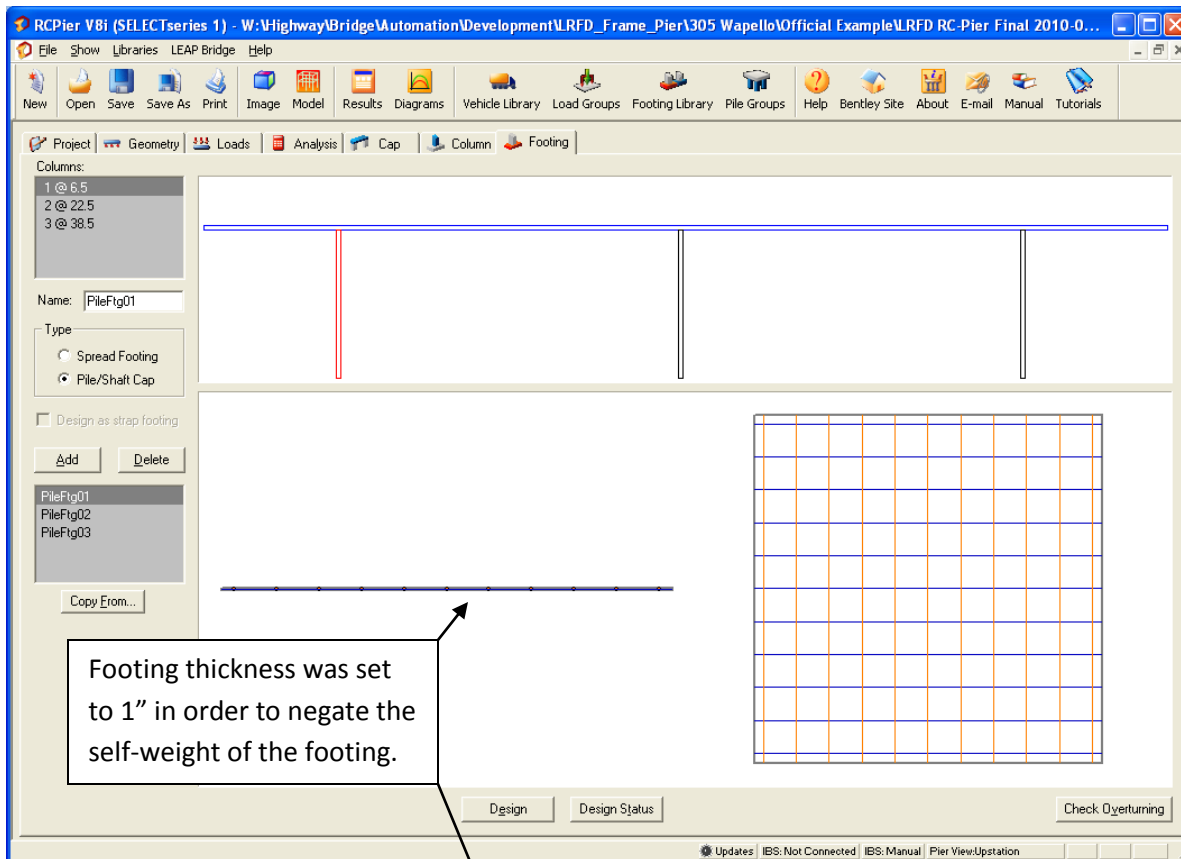 RCPier V8i (SELECTseries 1) - W:\Highway\Bridge\Automation\Development\LRFD_Frame_Pier\305 Wapello\Official Example\LRFD RC-Pier Final 2010-0...
File Show Libraries LEAP Bridge Help
New Open Save Save As Print Image Model Results Diagrams Vehicle Library Load Groups Footing Library Pile Groups Help Bentley Site About E-mail Manual Tutorials
Project Geometry Loads Analysis Cap Column Footing
Columns:
1 @ 6.5
2 @ 22.5
3 @ 38.5
Name: PileFtg01
Type
Spread Footing
Pile/Shaft Cap
Design as strap footing
Add Delete
PileFtg01
PileFtg02
PileFtg03
Copy From...
Footing thickness was set
to 1” in order to negate the
self-weight of the footing.
Design Design Status Check Overturning
Updates IBS: Not Connected IBS: Manual Pier View:Upstation